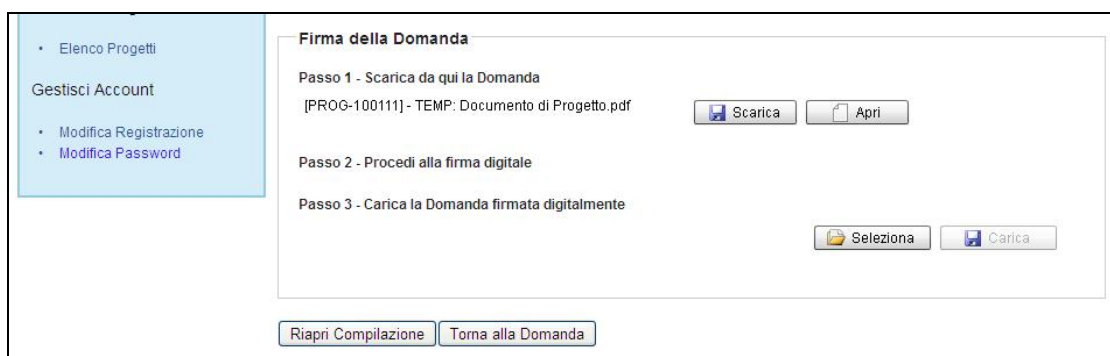 Elenco Progetti
Gestisci Account
Modifica Registrazione
Modifica Password
Firma della Domanda
Passo 1 - Scarica da qui la Domanda
[PROG-100111] - TEMP: Documento di Progetto.pdf
Scarica
Apri
Passo 2 - Procedi alla firma digitale
Passo 3 - Carica la Domanda firmata digitalmente
Seleziona
Carica
Riapri Compilazione
Torna alla Domanda